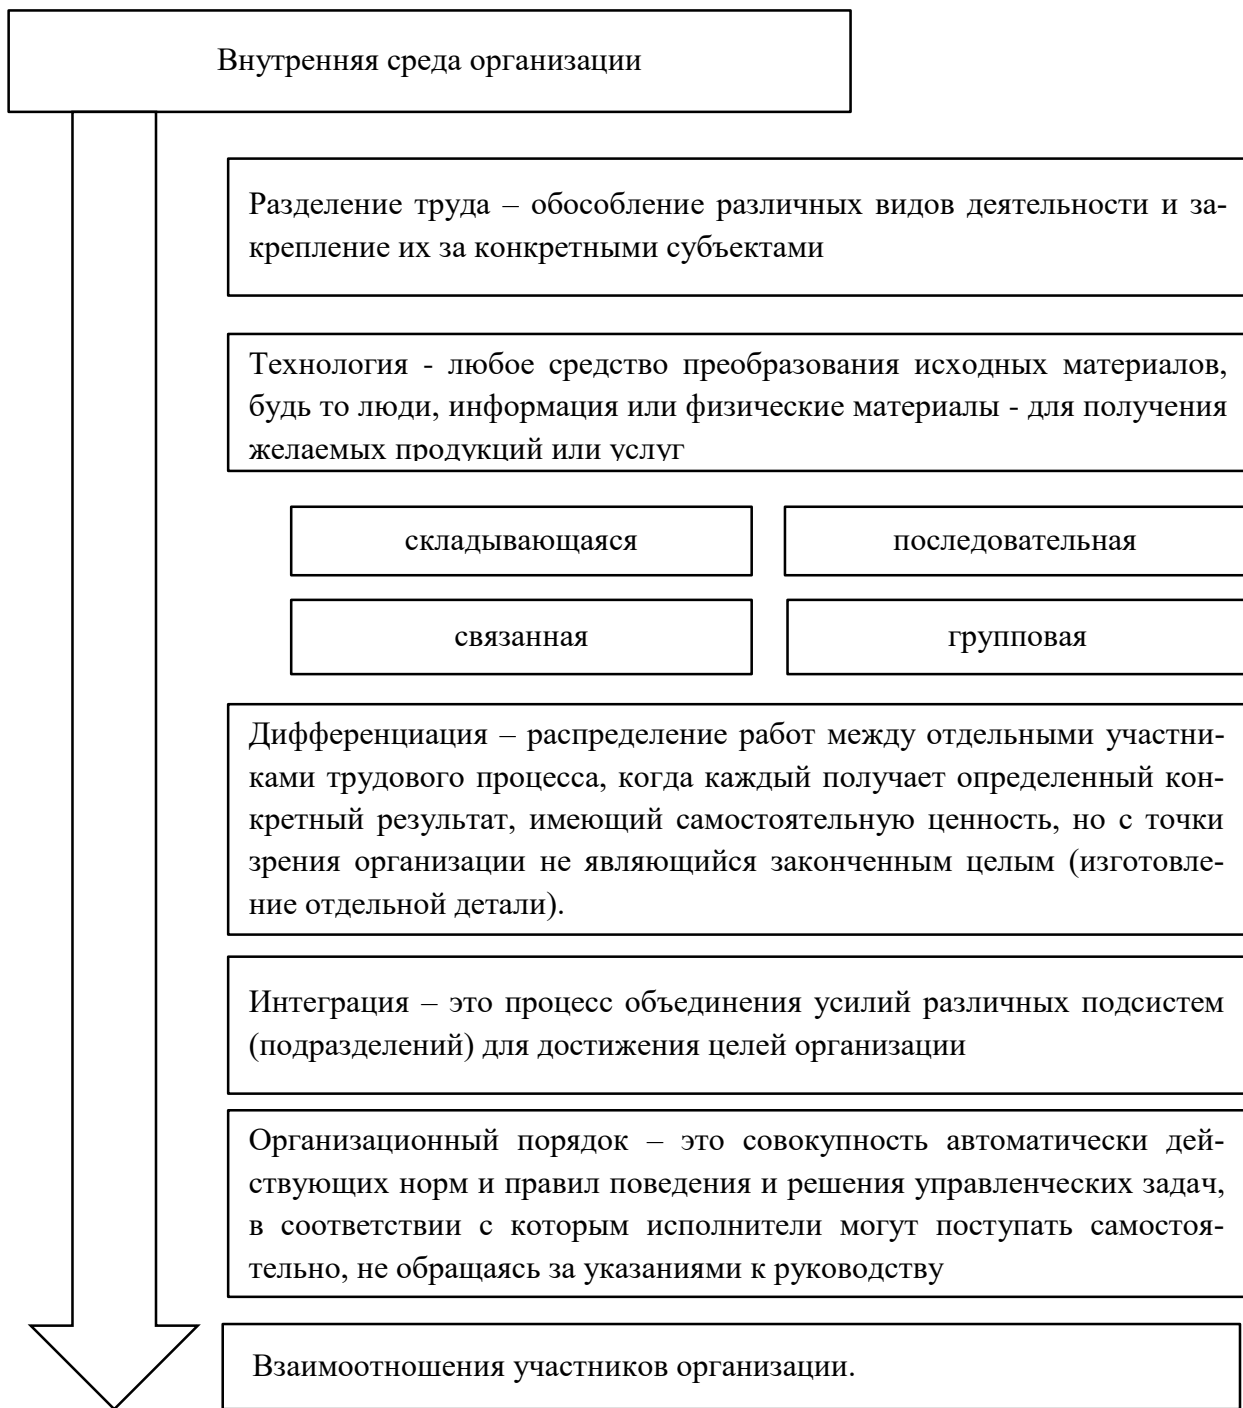 Внутренняя среда организации
Разделение труда – обособление различных видов деятельности и за-
крепление их за конкретными субъектами
Технология - любое средство преобразования исходных материалов,
будь то люди, информация или физические материалы - для получения
желаемых продукций или услуг
складывающаяся
последовательная
связанная
групповая
Дифференциация – распределение работ между отдельными участни-
ками трудового процесса, когда каждый получает определенный кон-
кретный результат, имеющий самостоятельную ценность, но с точки
зрения организации не являющийся законченным целым (изготовле-
ние отдельной детали).
Интеграция – это процесс объединения усилий различных подсистем
(подразделений) для достижения целей организации
Организационный порядок – это совокупность автоматически дей-
ствующих норм и правил поведения и решения управленческих задач,
в соответствии с которым исполнители могут поступать самостоя-
тельно, не обращаясь за указаниями к руководству
Взаимоотношения участников организации.